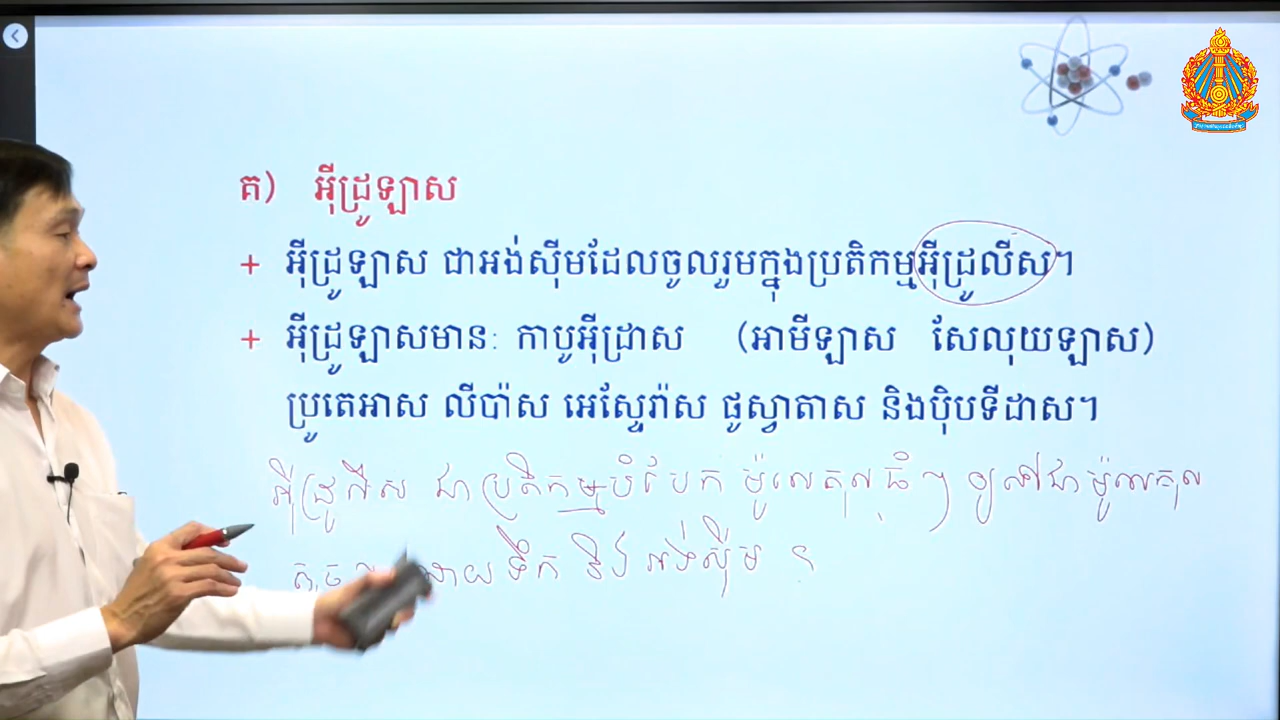 គ) អ៊ីដ្រូឡាស
+ អ៊ីដ្រូឡាស ជាអង់ស៊ីមដែលចូលរួមក្នុងប្រតិកម្មអ៊ីដ្រូលីស។
+ អ៊ីដ្រូឡាសមានៈ កាបូអ៊ីដ្រាស (អាមីឡាស សែលុយឡាស)
ប្រូតេអាស លីប៉ាស អេស្ទែរ៉ាស ផូស្វាតាស និងប៉ិបទីដាស។
អ៊ីដ្រូលីស ជាប្រតិកម្មបំបែក ម៉ូលេគុលធំៗ ឲ្យទៅជាម៉ូលេគុល
ដោយទឹក និង អង់ស៊ីម ។